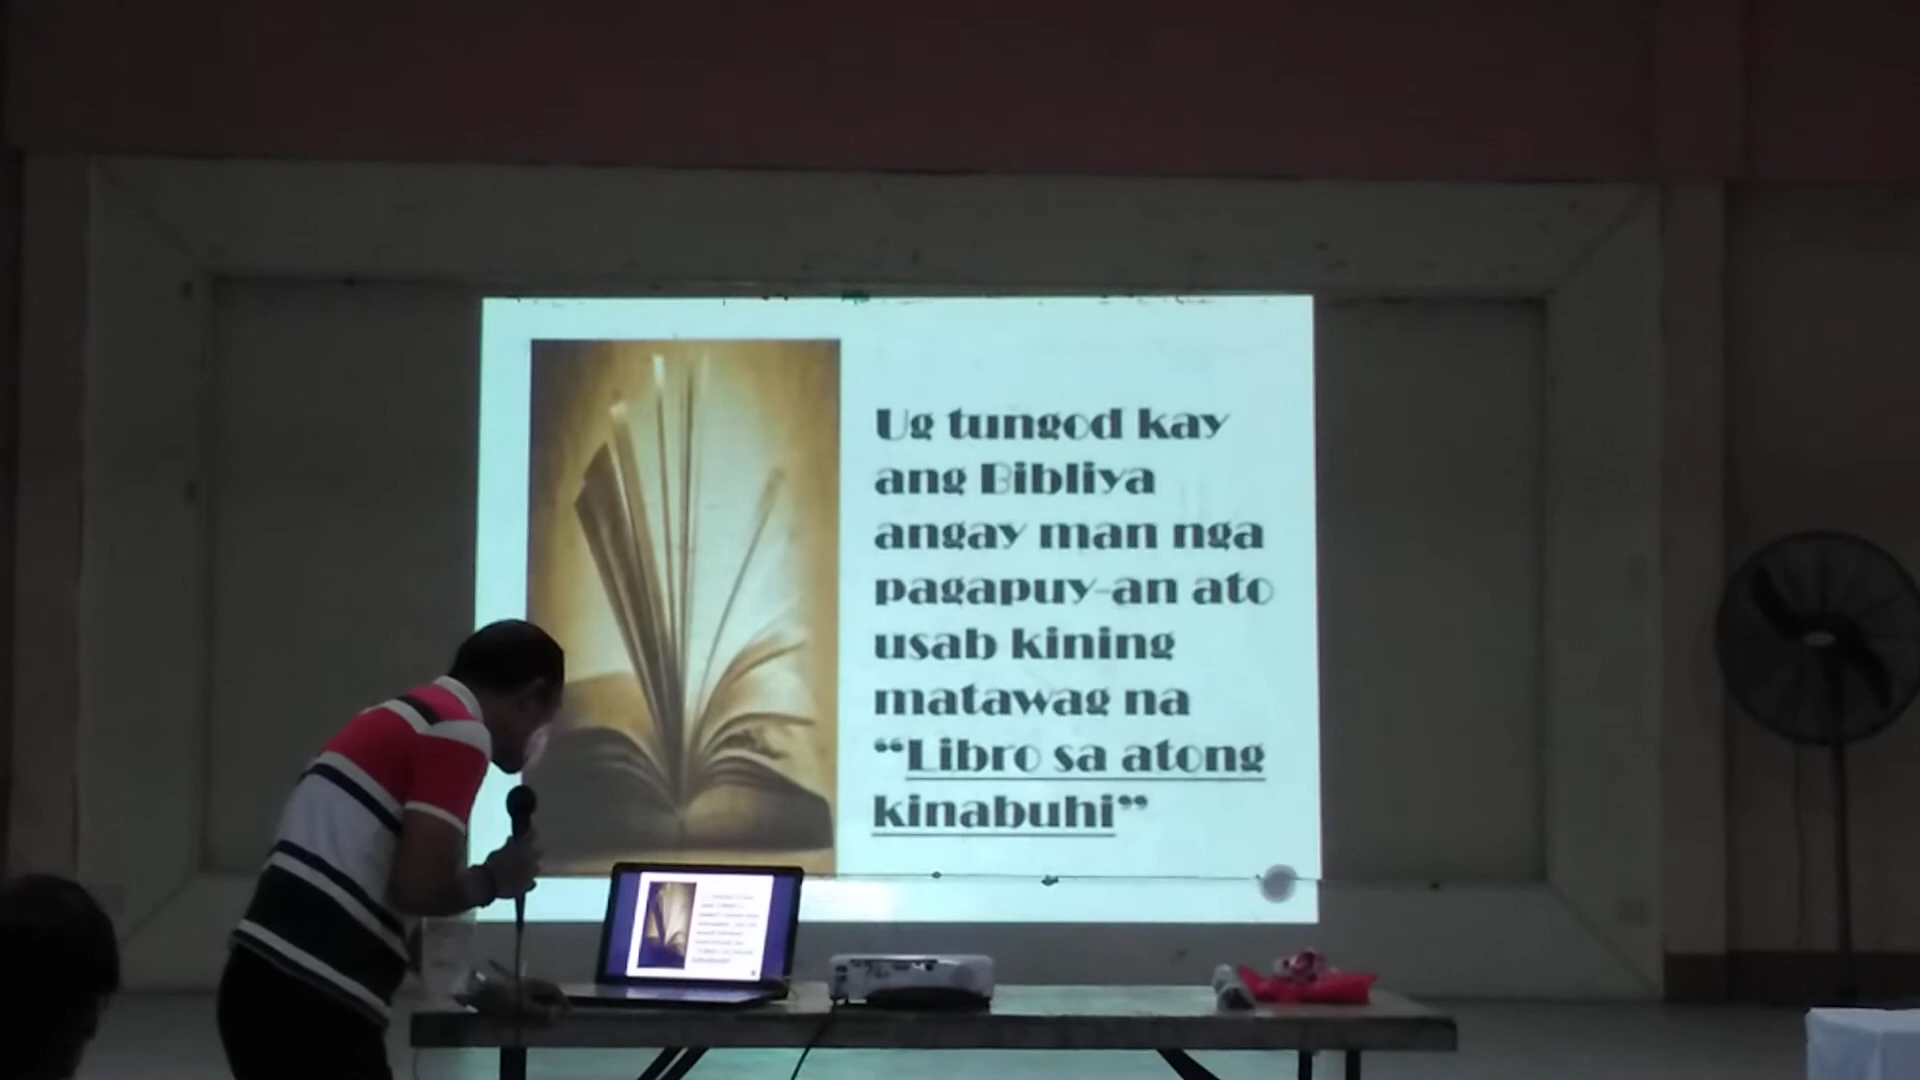 Ug tungod kay
ang Bibliya
angay man nga
pagapuy-an ato
usab kining
matawag na
“Libro sa atong
kinabuhi”